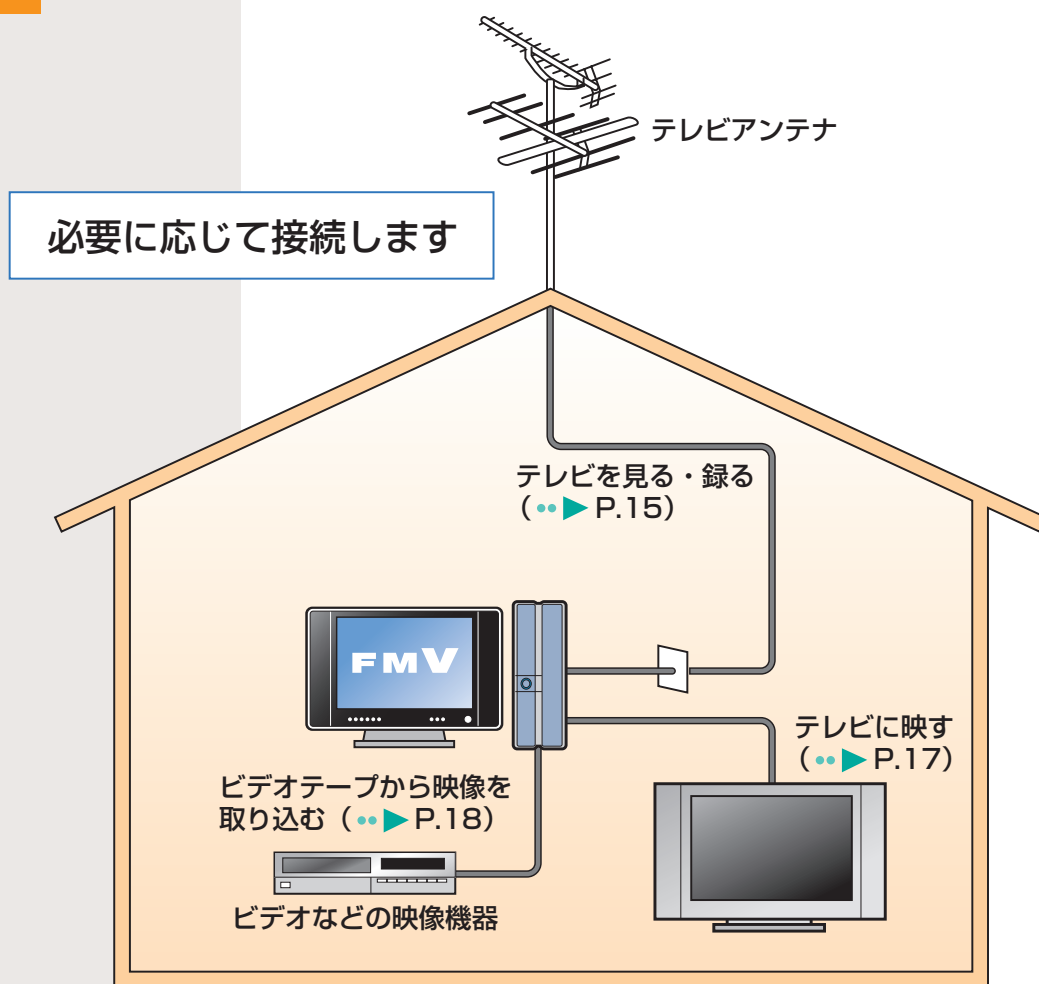 テレビアンテナ
必要に応じて接続します
テレビを見る・録る
（••▶P.15）
FMV
テレビに映す
（••▶P.17）
ビデオテープから映像を
取り込む（••▶P.18）
ビデオなどの映像機器